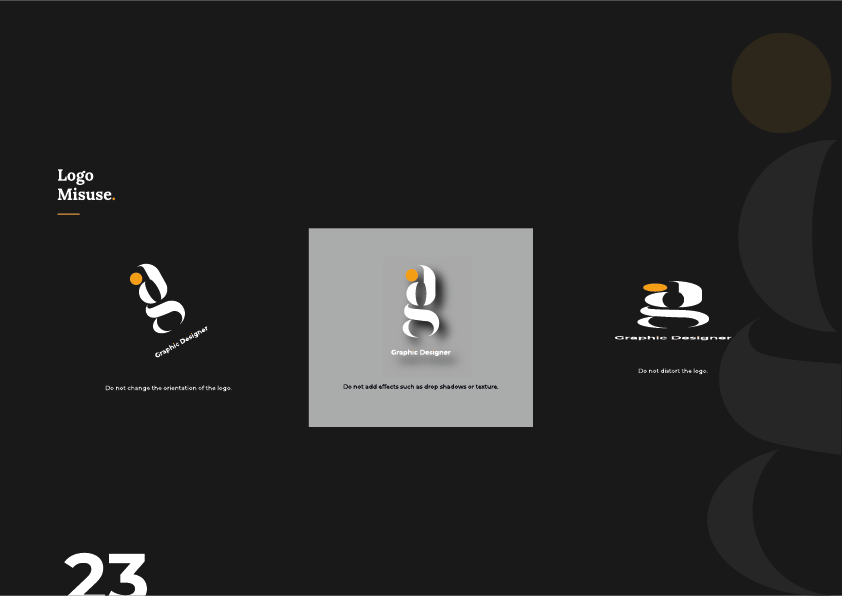 Logo
Misuse.
g
Graphic Designer
Do not change the orientation of the logo.
g
Graphic Designer
Do not add effects such as drop shadows or texture.
g
Graphic Designer
Do not distort the logo.
23